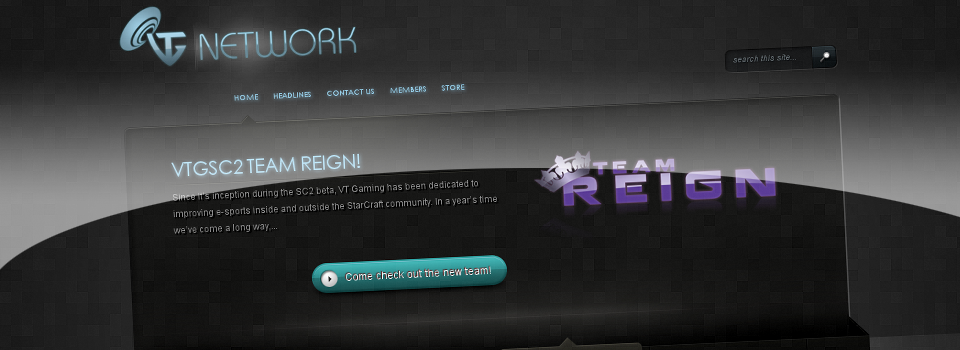 VTG NETWORK
search this site...
HOME HEADLINES CONTACT US MEMBERS STORE
VTGSC2 TEAM REIGN!
Since it's inception during the SC2 beta, VT Gaming has been dedicated to
improving e-sports inside and outside the StarCraft community. In a year's time
we've come a long way,...
TEAM
REIGN
Come check out the new team!